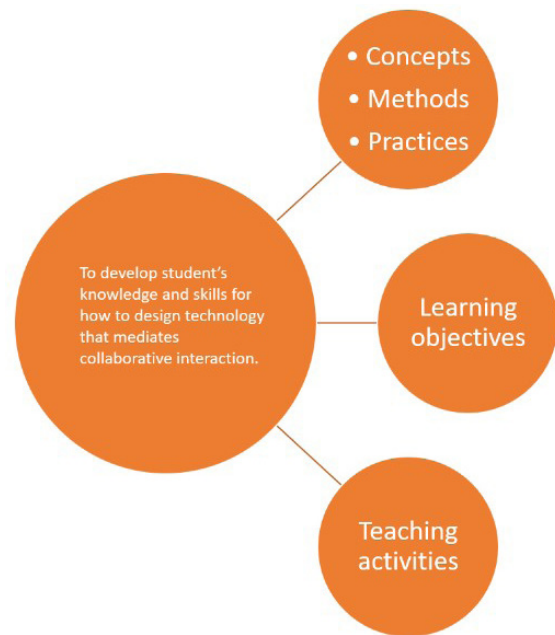 • Concepts
• Methods
• Practices
To develop student's
knowledge and skills for
how to design technology
that mediates
collaborative interaction.
Learning
objectives
Teaching
activities